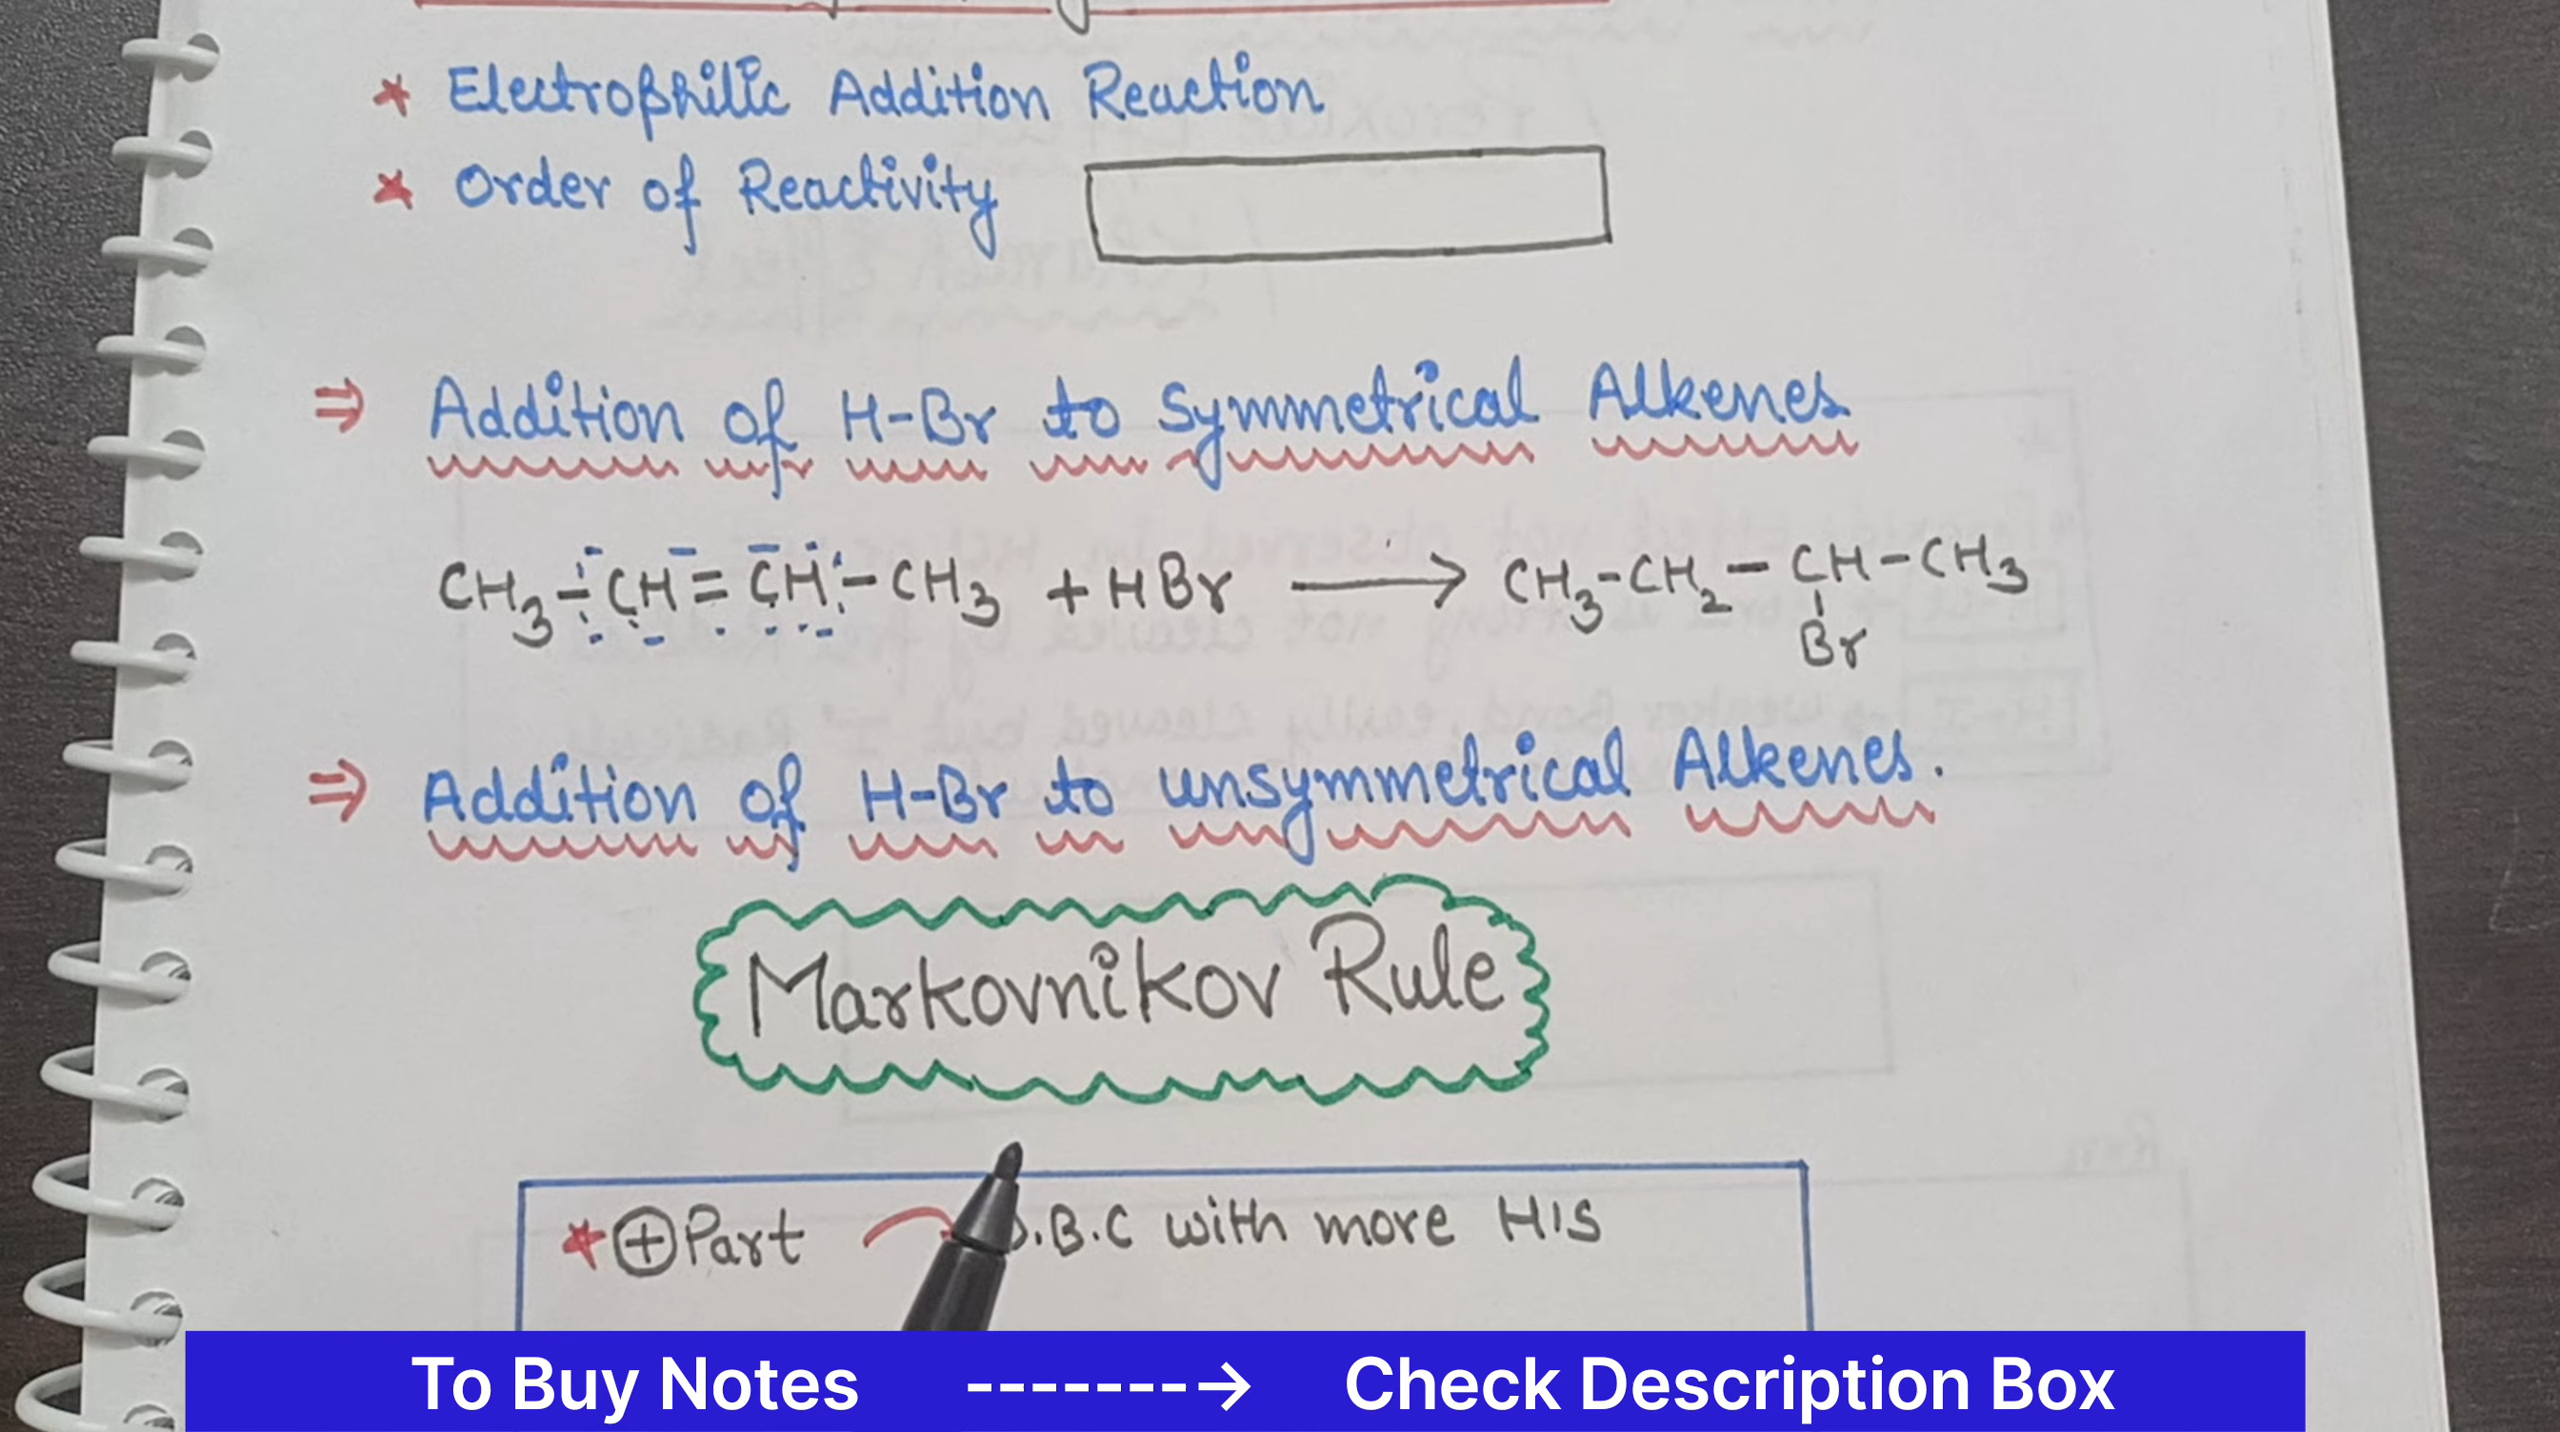 * Electrophilic Addition Reaction
* Order of Reactivity
⇒ Addition of H-Br to Symmetrical Alkenes
CH₃-CH=CH-CH₃ + HBr ⟶ CH₃-CH₂-CH-CH₃
Br
⇒ Addition of H-Br to unsymmetrical Alkenes.
Markovnikov Rule
* ⊕ Part .B.C with more H's
To Buy Notes -------→ Check Description Box